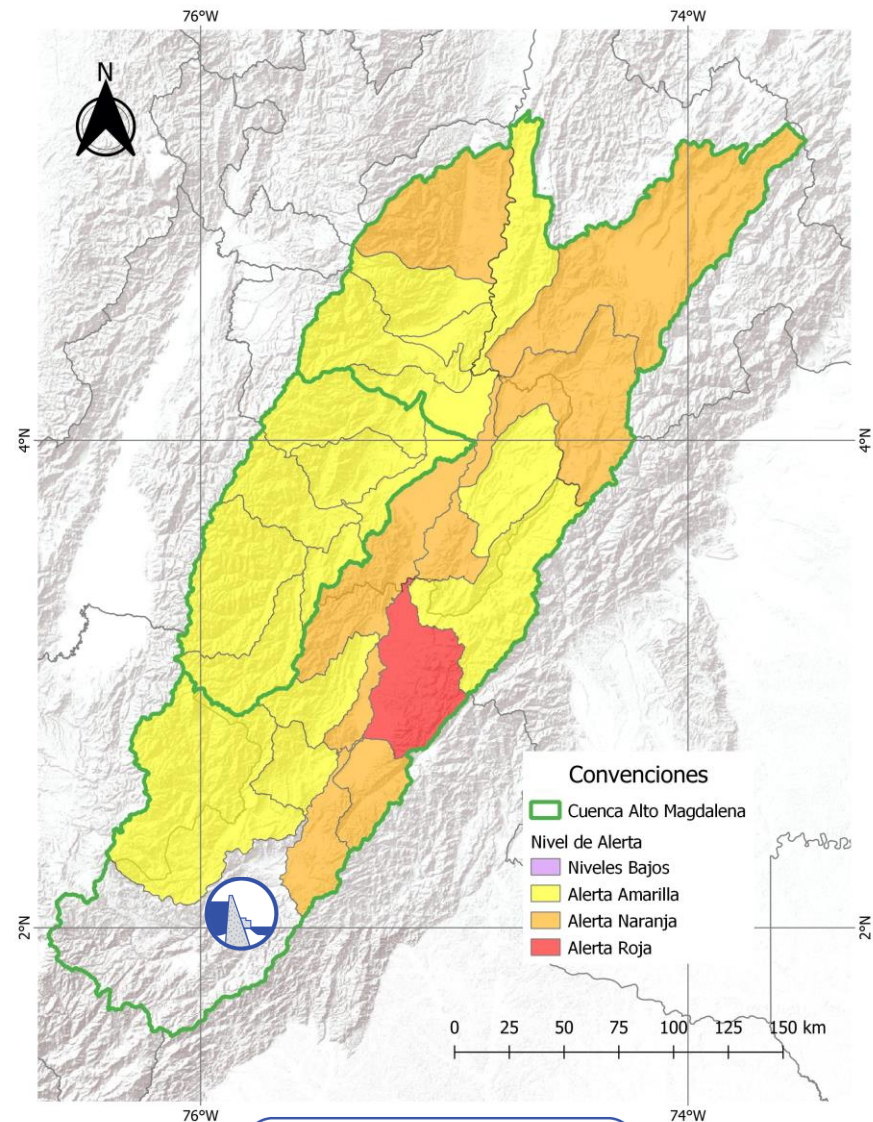 76°W 74°W
N
4°N 4°N
Convenciones
Cuenca Alto Magdalena
Nivel de Alerta
Niveles Bajos
Alerta Amarilla
Alerta Naranja
Alerta Roja
2°N 2°N
0 25 50 75 100 125 150 km
76°W 74°W